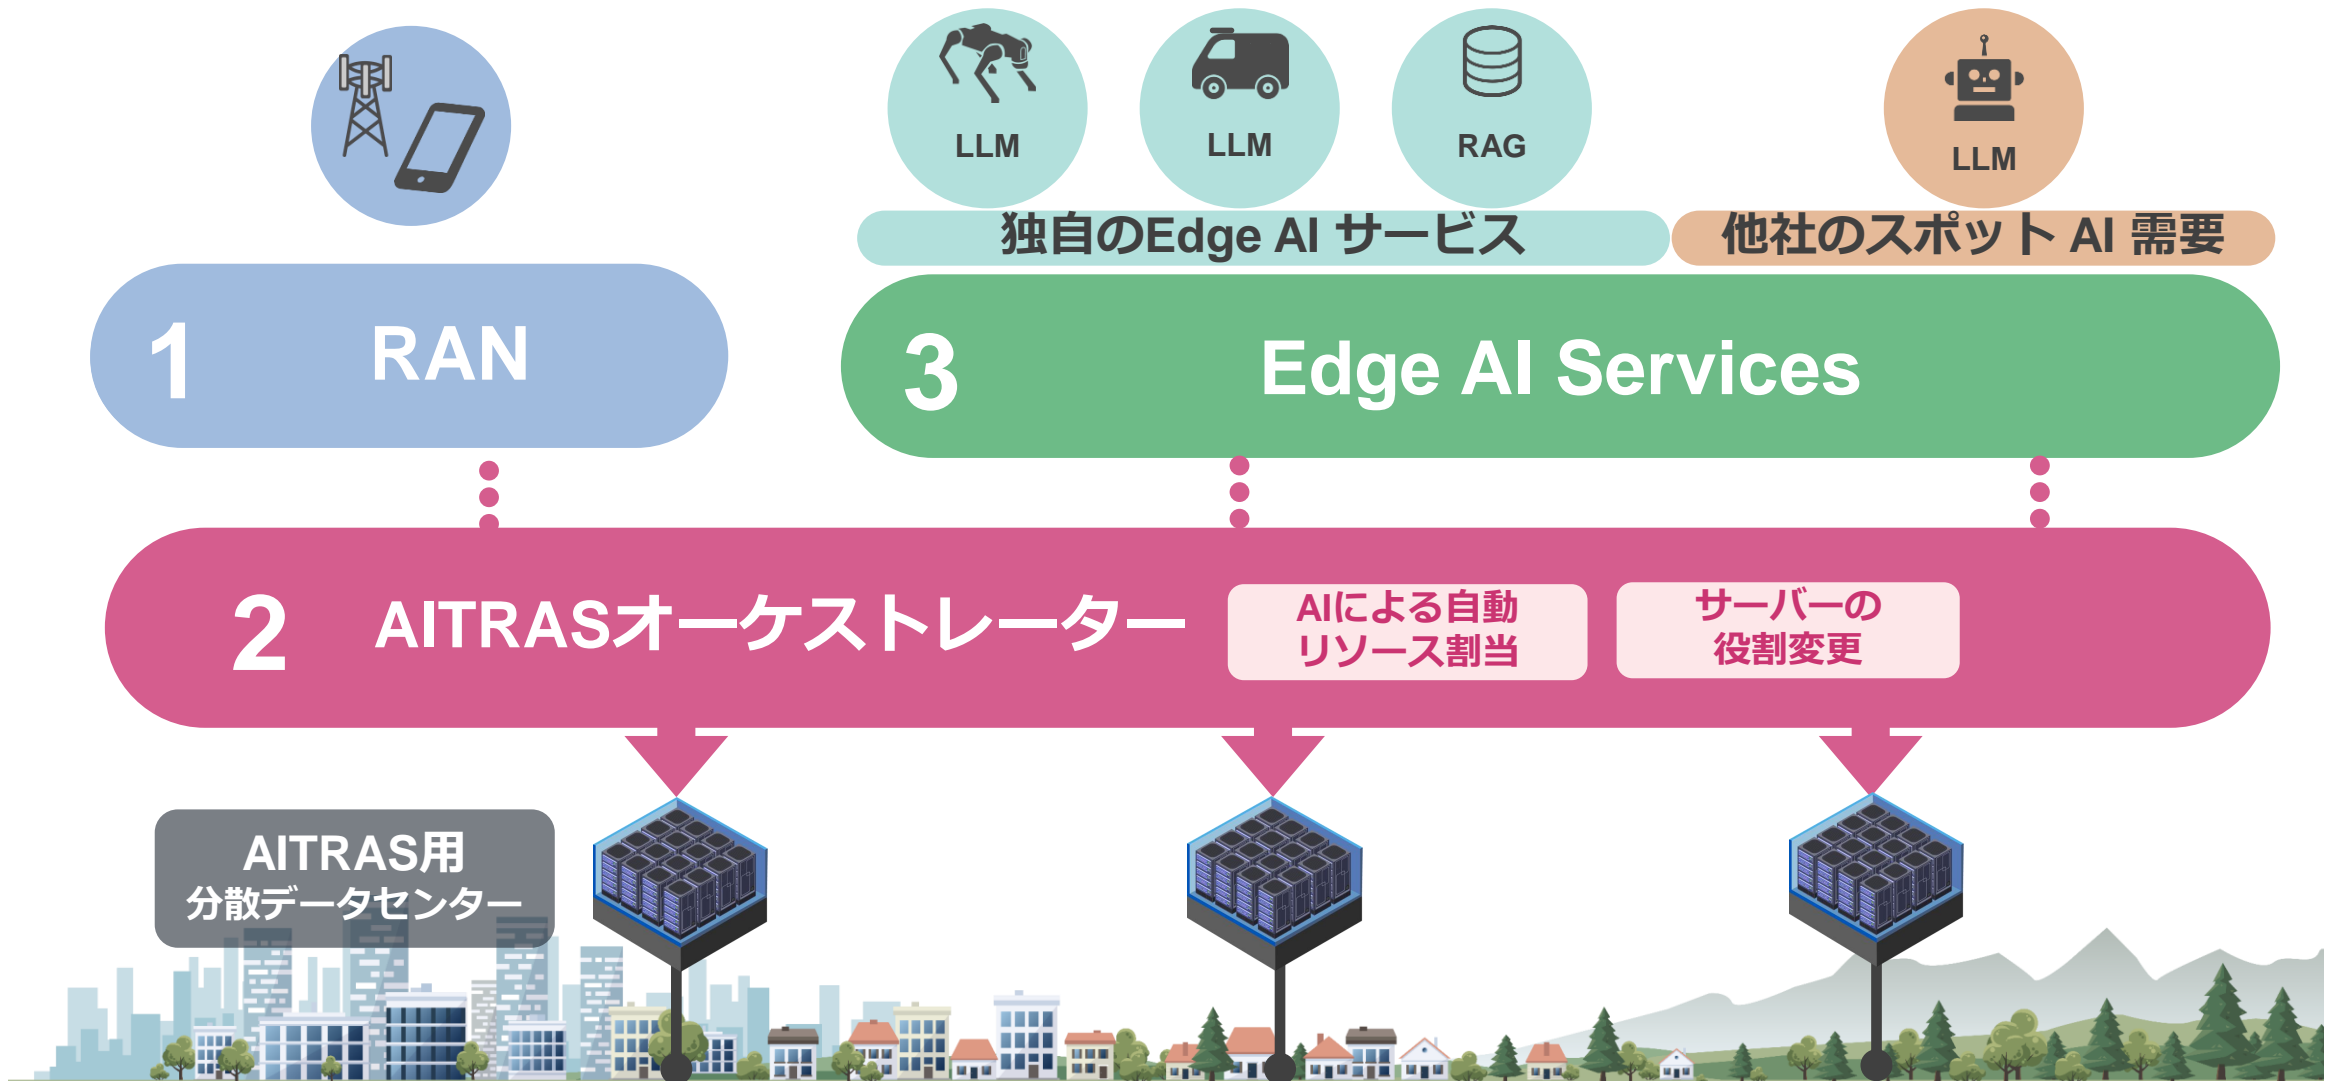 LLM
LLM
RAG
LLM
独自のEdge AI サービス
他社のスポット AI 需要
1
RAN
3
Edge AI Services
2
AITRASオーケストレーター
AIによる自動
リソース割当
サーバーの
役割変更
AITRAS用
分散データセンター